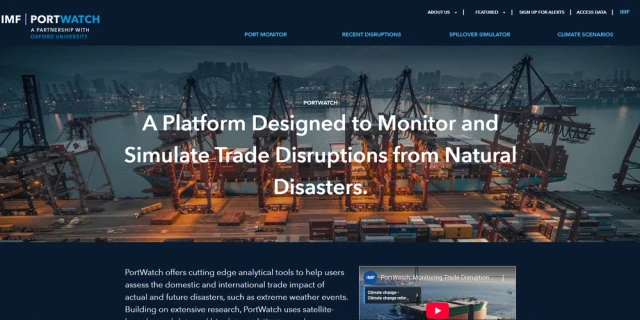 IMF | PORTWATCH
A PARTNERSHIP WITH
OXFORD UNIVERSITY
ABOUT US
FEATURED
SIGN UP FOR ALERTS
ACCESS DATA
IMF
PORT MONITOR
RECENT DISRUPTIONS
SPILLOVER SIMULATOR
CLIMATE SCENARIOS
PORTWATCH
A Platform Designed to Monitor and
Simulate Trade Disruptions from Natural
Disasters.
PortWatch offers cutting edge analytical tools to help users
assess the domestic and international trade impact of
actual and future disasters, such as extreme weather events.
Building on extensive research, PortWatch uses satellite-
IMF
PortWatch: Monitoring Trade Disruption...
Climate change -
Climate change refer...